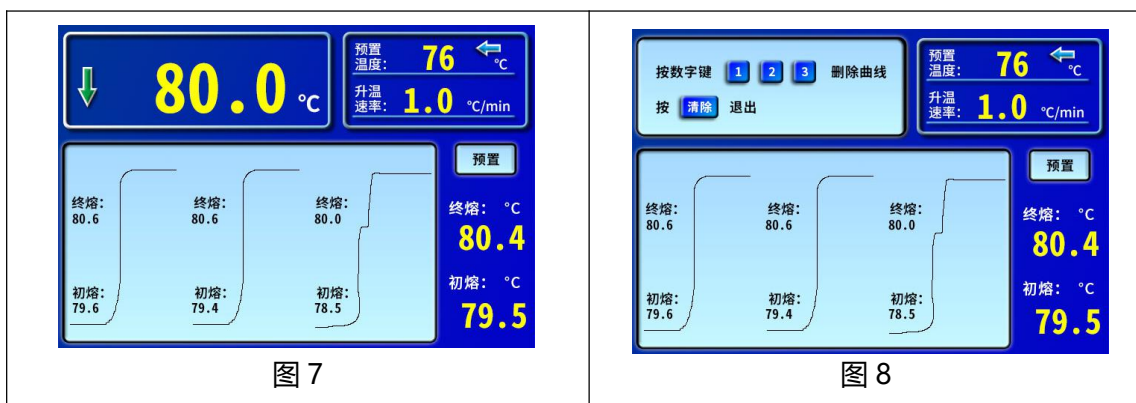 80.0 °C
预置
温度: 76 °C
升温
速率: 1.0 °C/min
预置
终熔:
80.6
终熔:
80.6
终熔:
80.0
初熔:
79.6
初熔:
79.4
初熔:
78.5
终熔: °C
80.4
初熔: °C
79.5
图 7
按数字键 1 2 3 删除曲线
按 清除 退出
预置
温度: 76 °C
升温
速率: 1.0 °C/min
预置
终熔:
80.6
终熔:
80.6
终熔:
80.0
初熔:
79.6
初熔:
79.4
初熔:
78.5
终熔: °C
80.4
初熔: °C
79.5
图 8